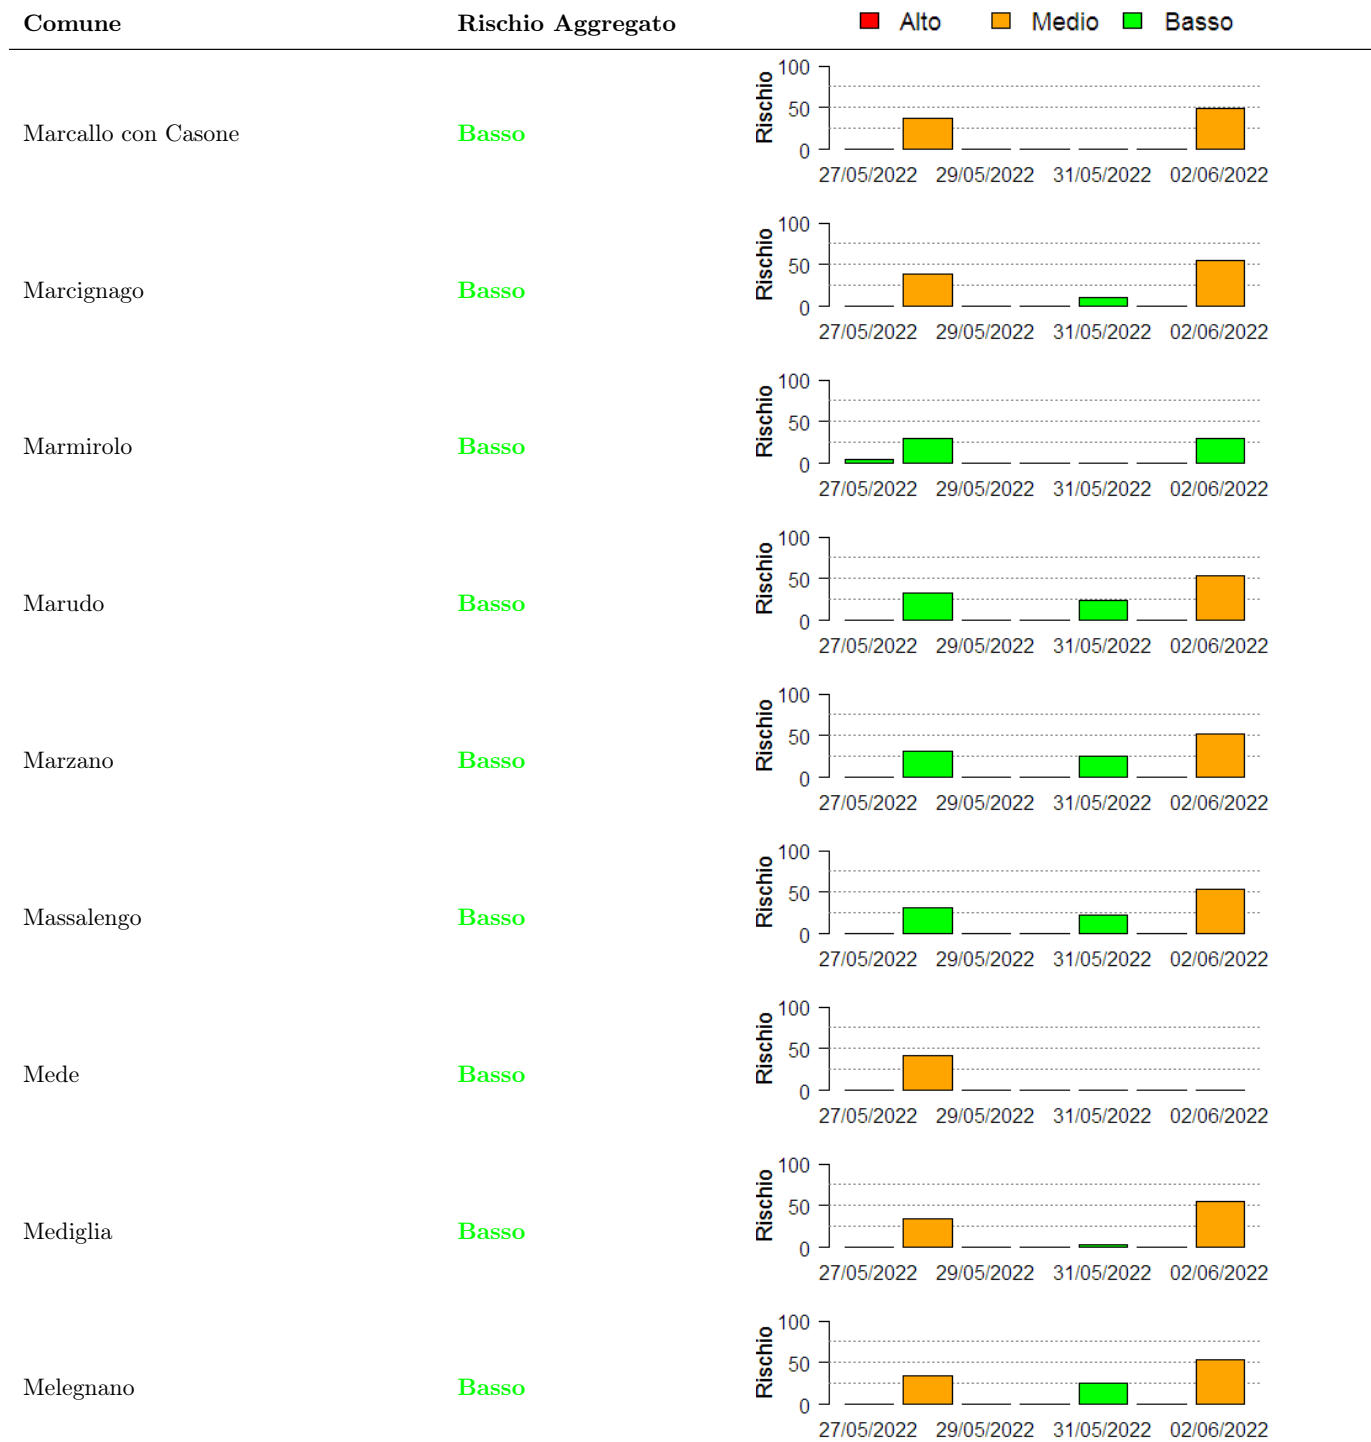 Comune Rischio Aggregato Alto Medio Basso
Marcallo con Casone Basso
Rischio
100
50
0
27/05/2022 29/05/2022 31/05/2022 02/06/2022
Marcignago Basso
Rischio
100
50
0
27/05/2022 29/05/2022 31/05/2022 02/06/2022
Marmirolo Basso
Rischio
100
50
0
27/05/2022 29/05/2022 31/05/2022 02/06/2022
Marudo Basso
Rischio
100
50
0
27/05/2022 29/05/2022 31/05/2022 02/06/2022
Marzano Basso
Rischio
100
50
0
27/05/2022 29/05/2022 31/05/2022 02/06/2022
Massalengo Basso
Rischio
100
50
0
27/05/2022 29/05/2022 31/05/2022 02/06/2022
Mede Basso
Rischio
100
50
0
27/05/2022 29/05/2022 31/05/2022 02/06/2022
Mediglia Basso
Rischio
100
50
0
27/05/2022 29/05/2022 31/05/2022 02/06/2022
Melegnano Basso
Rischio
100
50
0
27/05/2022 29/05/2022 31/05/2022 02/06/2022